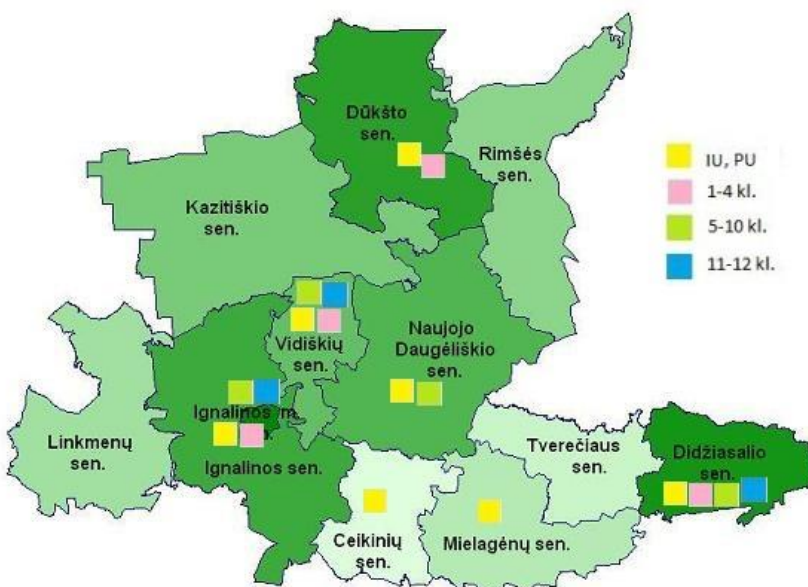 Dūkšto
sen.
Rimšės
sen.
IU, PU
1-4 kl.
5-10 kl.
11-12 kl.
Kazitiškio
sen.
Vidiškių
sen.
Naujojo
Daugėliškio
sen.
Linkmenų
sen.
Ignalinos m.
Ignalinos sen.
Tverečiaus
sen.
Didžiasalio
sen.
Ceikinių
sen.
Mielagėnų sen.